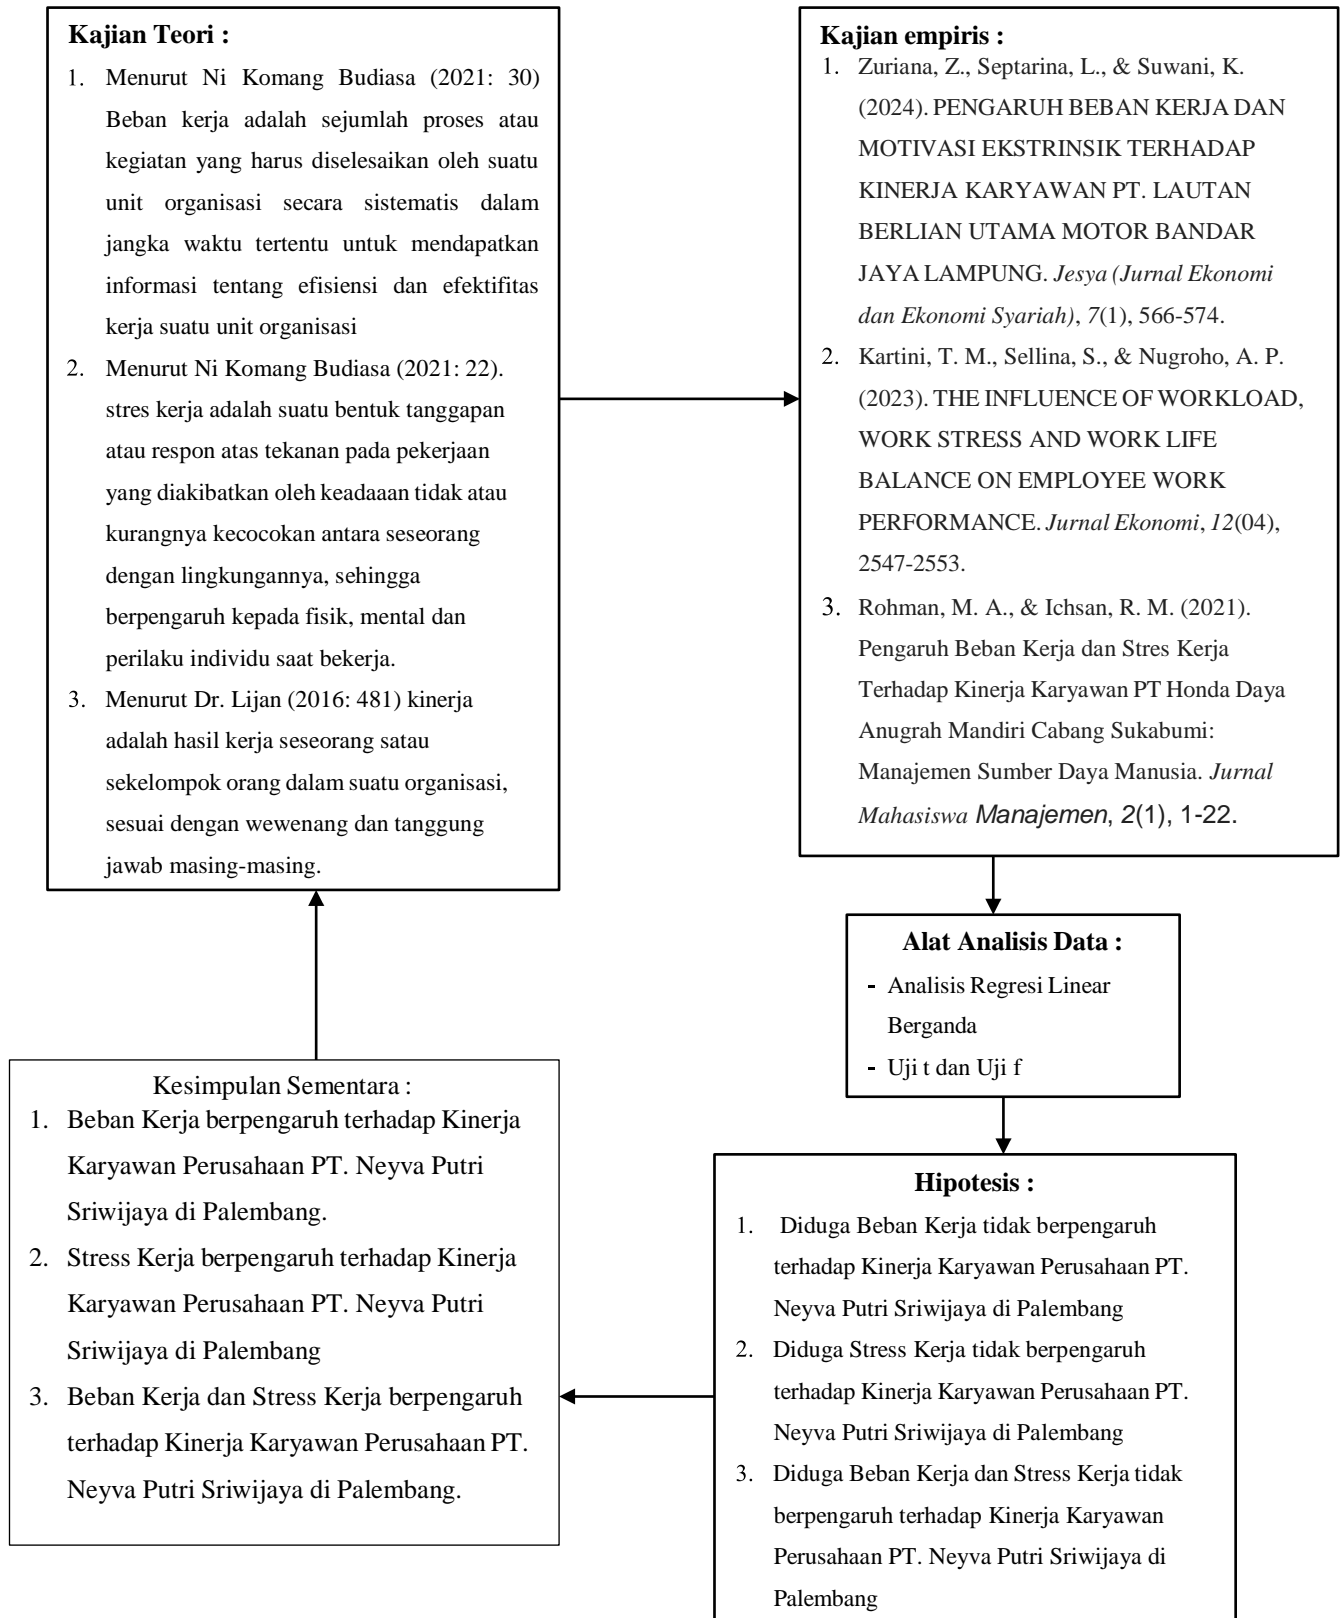 Kajian Teori :
1. Menurut Ni Komang Budiasa (2021: 30)
Beban kerja adalah sejumlah proses atau
kegiatan yang harus diselesaikan oleh suatu
unit organisasi secara sistematis dalam
jangka waktu tertentu untuk mendapatkan
informasi tentang efisiensi dan efektifitas
kerja suatu unit organisasi
2. Menurut Ni Komang Budiasa (2021: 22).
stres kerja adalah suatu bentuk tanggapan
atau respon atas tekanan pada pekerjaan
yang diakibatkan oleh keadaaan tidak atau
kurangnya kecocokan antara seseorang
dengan lingkungannya, sehingga
berpengaruh kepada fisik, mental dan
perilaku individu saat bekerja.
3. Menurut Dr. Lijan (2016: 481) kinerja
adalah hasil kerja seseorang satau
sekelompok orang dalam suatu organisasi,
sesuai dengan wewenang dan tanggung
jawab masing-masing.
Kajian empiris :
1. Zuriana, Z., Septarina, L., & Suwani, K.
(2024). PENGARUH BEBAN KERJA DAN
MOTIVASI EKSTRINSIK TERHADAP
KINERJA KARYAWAN PT. LAUTAN
BERLIAN UTAMA MOTOR BANDAR
JAYA LAMPUNG. Jesya (Jurnal Ekonomi
dan Ekonomi Syariah), 7(1), 566-574.
2. Kartini, T. M., Sellina, S., & Nugroho, A. P.
(2023). THE INFLUENCE OF WORKLOAD,
WORK STRESS AND WORK LIFE
BALANCE ON EMPLOYEE WORK
PERFORMANCE. Jurnal Ekonomi, 12(04),
2547-2553.
3. Rohman, M. A., & Ichsan, R. M. (2021).
Pengaruh Beban Kerja dan Stres Kerja
Terhadap Kinerja Karyawan PT Honda Daya
Anugrah Mandiri Cabang Sukabumi:
Manajemen Sumber Daya Manusia. Jurnal
Mahasiswa Manajemen, 2(1), 1-22.
Alat Analisis Data :
- Analisis Regresi Linear
Berganda
- Uji t dan Uji f
Hipotesis :
1. Diduga Beban Kerja tidak berpengaruh
terhadap Kinerja Karyawan Perusahaan PT.
Neyva Putri Sriwijaya di Palembang
2. Diduga Stress Kerja tidak berpengaruh
terhadap Kinerja Karyawan Perusahaan PT.
Neyva Putri Sriwijaya di Palembang
3. Diduga Beban Kerja dan Stress Kerja tidak
berpengaruh terhadap Kinerja Karyawan
Perusahaan PT. Neyva Putri Sriwijaya di
Palembang
Kesimpulan Sementara :
1. Beban Kerja berpengaruh terhadap Kinerja
Karyawan Perusahaan PT. Neyva Putri
Sriwijaya di Palembang.
2. Stress Kerja berpengaruh terhadap Kinerja
Karyawan Perusahaan PT. Neyva Putri
Sriwijaya di Palembang
3. Beban Kerja dan Stress Kerja berpengaruh
terhadap Kinerja Karyawan Perusahaan PT.
Neyva Putri Sriwijaya di Palembang.